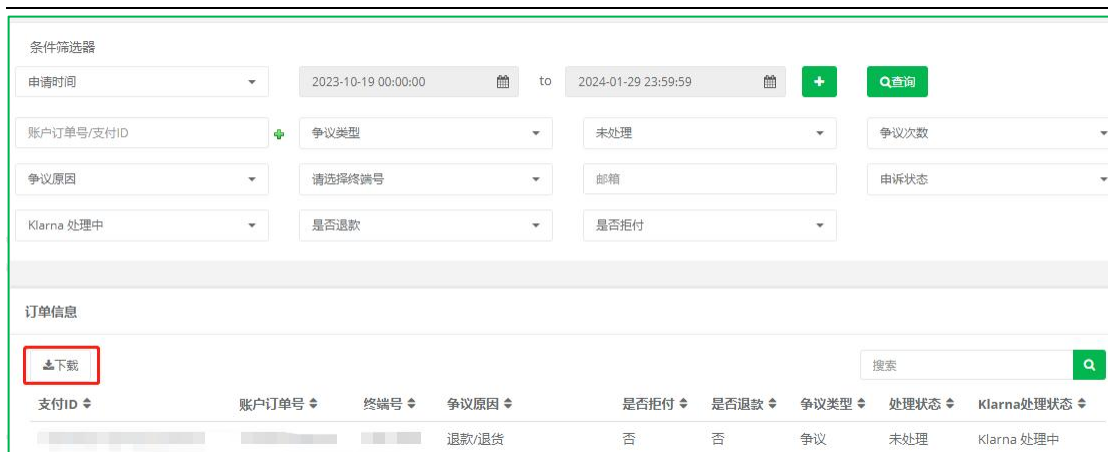 条件筛选器
申请时间 2023-10-19 00:00:00 to 2024-01-29 23:59:59 + 查询
账户订单号/支付ID 争议类型 未处理 争议次数
争议原因 请选择终端号 邮箱 申诉状态
Klarna 处理中 是否退款 是否拒付
订单信息
下载 搜索
支付ID 账户订单号 终端号 争议原因 是否拒付 是否退款 争议类型 处理状态 Klarna处理状态
退款/退货 否 否 争议 未处理 Klarna 处理中